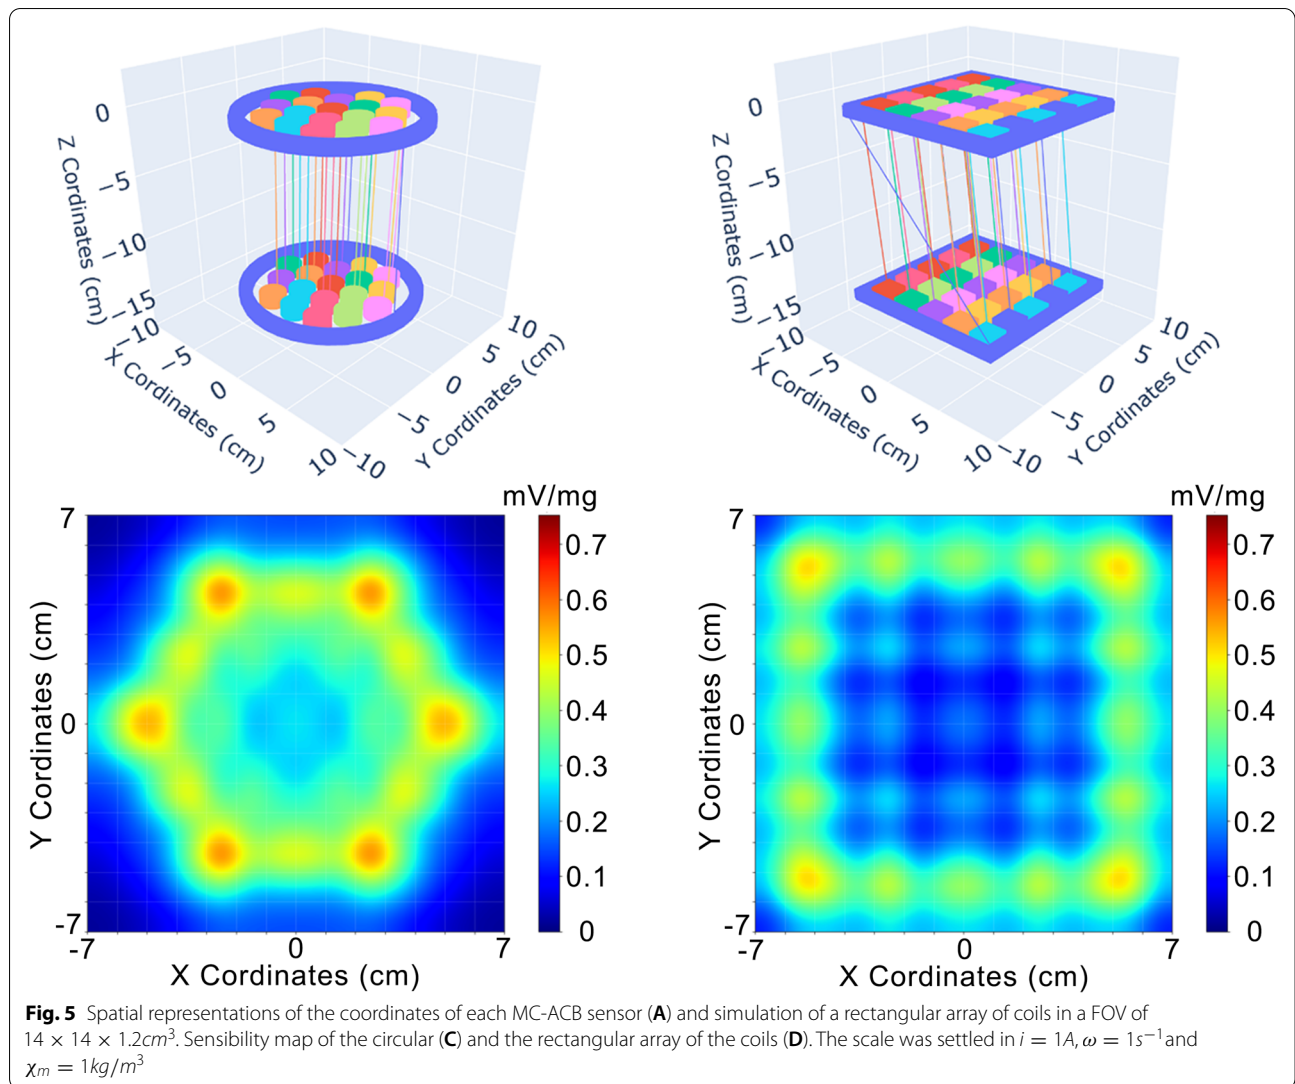 0
−5
−10
−15
Z Cordinates (cm)
−10
−5
0
5
10
X Cordinates (cm)
−10
−5
0
5
10
Y Cordinates (cm)
0
−5
−10
−15
Z Cordinates (cm)
−10
−5
0
5
10
X Cordinates (cm)
−10
−5
0
5
10
Y Cordinates (cm)
mV/mg
7
0
-7
Y Cordinates (cm)
-7 0 7
X Cordinates (cm)
0.7
0.6
0.5
0.4
0.3
0.2
0.1
0
mV/mg
7
0
-7
Y Cordinates (cm)
-7 0 7
X Cordinates (cm)
0.7
0.6
0.5
0.4
0.3
0.2
0.1
0
Fig. 5 Spatial representions of the coordinates of each MC-ACB sensor (A) and simulation of a rectangular array of coils in a FOV of
14 × 14 × 1.2cm³. Sensibility map of the circular (C) and the rectangular array of the coils (D). The scale was settled in i = 1A, ω = 1s⁻¹ and
χₘ = 1kg/m³